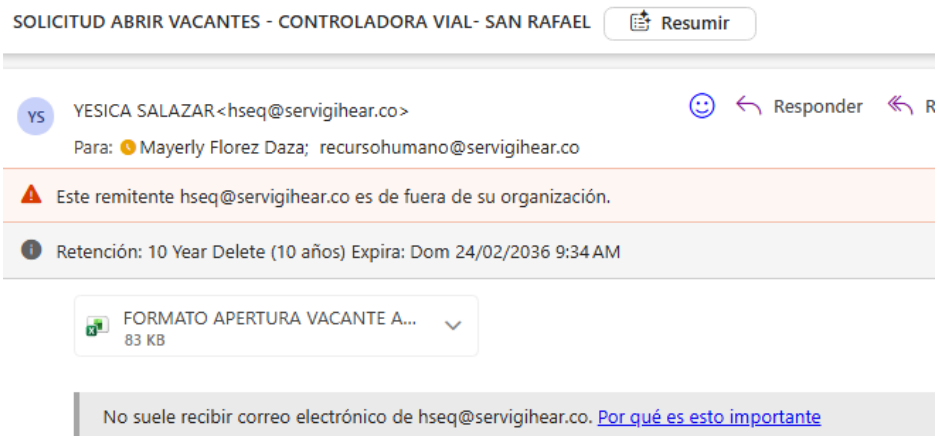 SOLICITUD ABRIR VACANTES - CONTROLADORA VIAL- SAN RAFAEL Resumir
YS YESICA SALAZAR<hseq@servigihear.co> Responder R
Para: Mayerly Florez Daza; recursohumano@servigihear.co
Este remitente hseq@servigihear.co es de fuera de su organización.
Retención: 10 Year Delete (10 años) Expira: Dom 24/02/2036 9:34 AM
FORMATO APERTURA VACANTE A...
83 KB
No suele recibir correo electrónico de hseq@servigihear.co. Por qué es esto importante